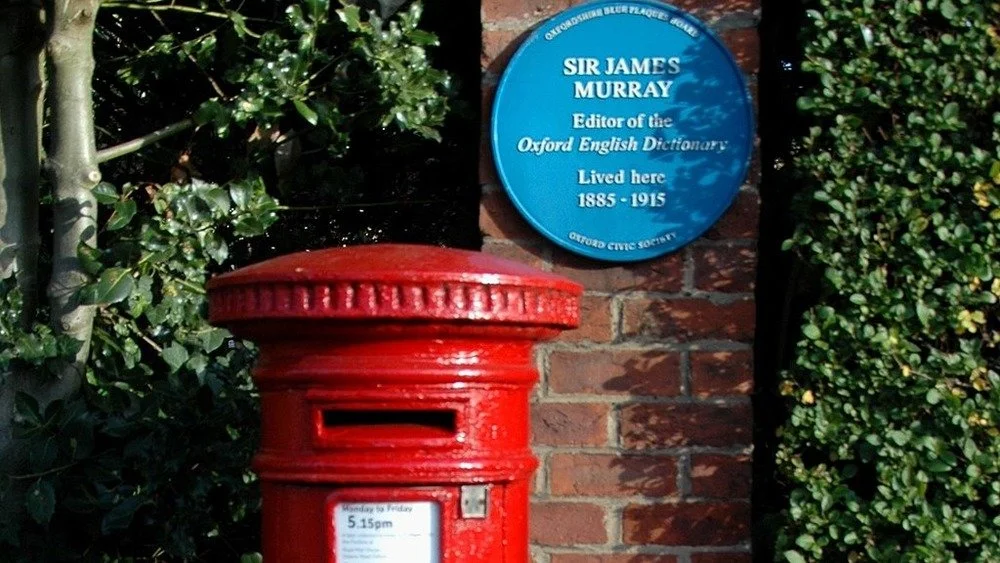 OXFORDSHIRE BLUE PLAQUES BOARD
SIR JAMES
MURRAY
Editor of the
Oxford English Dictionary
Lived here
1885 - 1915
OXFORD CIVIC SOCIETY
Monday to Friday
5.15pm